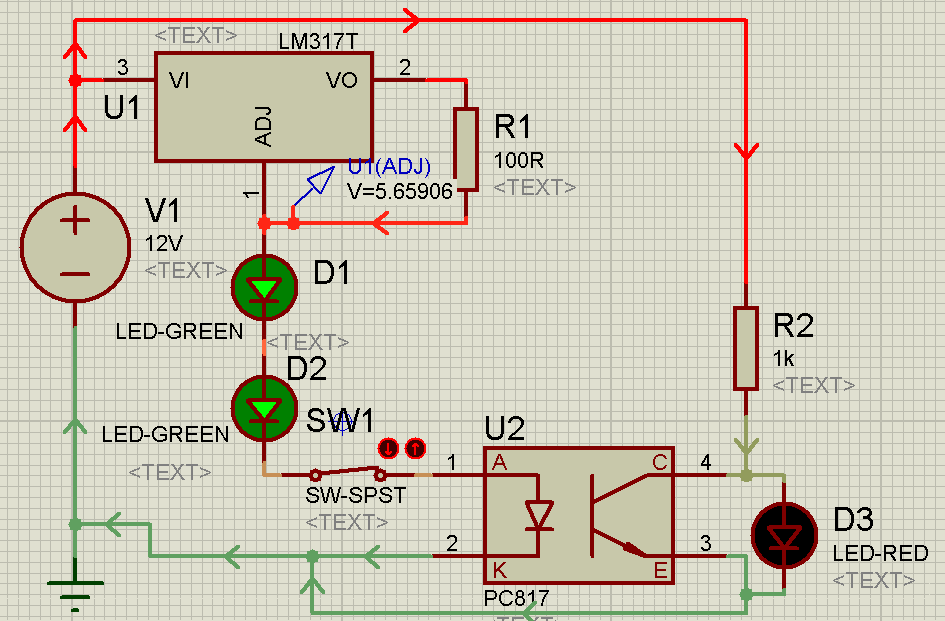 <TEXT>
LM317T
3
VI
VO
2
U1
ADJ
1
R1
100R
<TEXT>
U1(ADJ)
V=5.65906
V1
12V
<TEXT>
D1
LED-GREEN
<TEXT>
D2
LED-GREEN
<TEXT>
SW1
SW-SPST
<TEXT>
R2
1k
<TEXT>
U2
1
A
C
4
2
K
E
3
PC817
<TEXT>
D3
LED-RED
<TEXT>